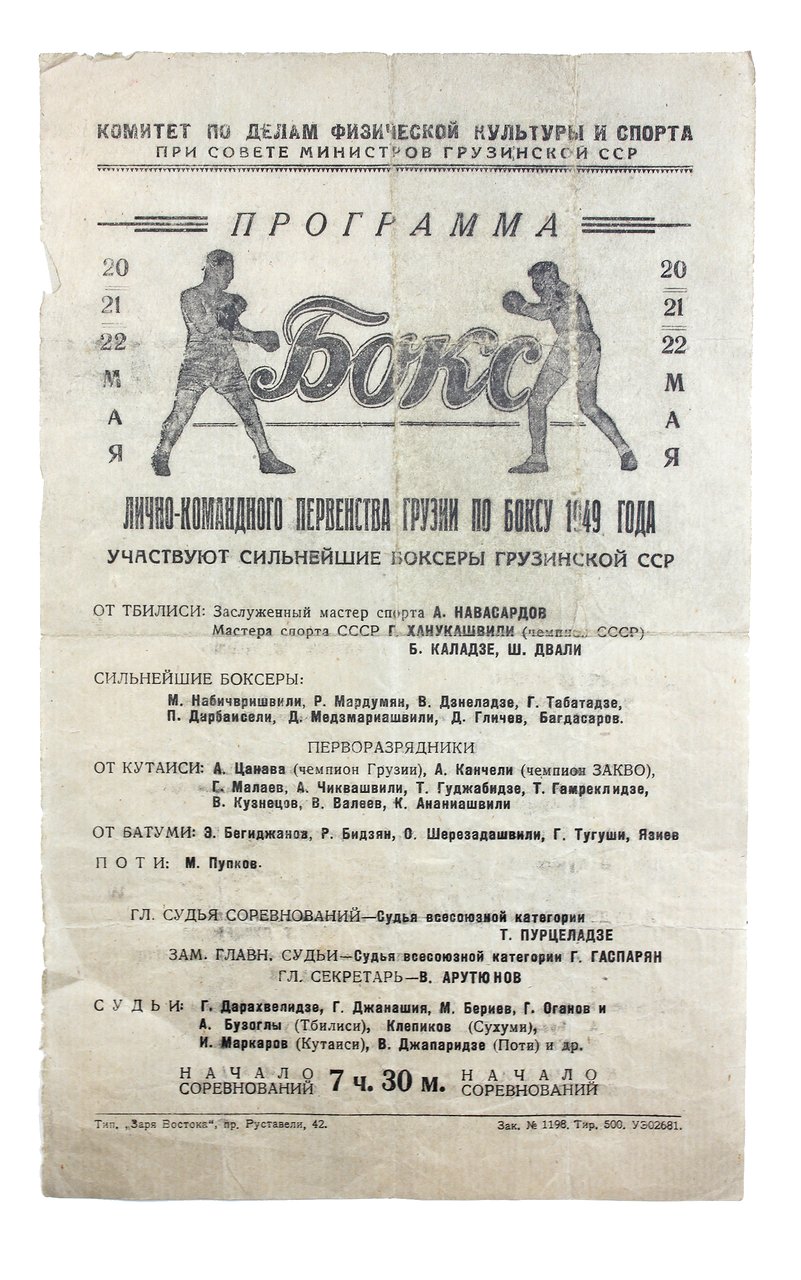 КОМИТЕТ ПО ДЕЛАМ ФИЗИЧЕСКОЙ КУЛЬТУРЫ И СПОРТА
ПРИ СОВЕТЕ МИНИСТРОВ ГРУЗИНСКОЙ ССР
ПРОГРАММА
20
21
22
МАЯ
Бокс
20
21
22
МАЯ
ЛИЧНО-КОМАНДНОГО ПЕРВЕНСТВА ГРУЗИИ ПО БОКСУ 1949 ГОДА
УЧАСТВУЮТ СИЛЬНЕЙШИЕ БОКСЕРЫ ГРУЗИНСКОЙ ССР
ОТ ТБИЛИСИ: Заслуженный мастер спорта А. НАВАСАРДОВ
Мастера спорта СССР Г. ХАНУКАШВИЛИ (чемпион СССР)
Б. КАЛАДЗЕ, Ш. ДВАЛИ
СИЛЬНЕЙШИЕ БОКСЕРЫ:
М. Набичвришвили, Р. Мардумян, В. Дзнеладзе, Г. Табатадзе,
П. Дарбаисели, Д. Медзмариашвили, Д. Гличев, Багдасаров.
ПЕРВОРАЗРЯДНИКИ
ОТ КУТАИСИ: А. Цанава (чемпион Грузии), А. Канчели (чемпион ЗАКВО),
Г. Малаев, А. Чиквашвили, Т. Гуджабидзе, Т. Гамреклидзе,
В. Кузнецов, В. Валеев, К. Ананиашвили
ОТ БАТУМИ: Э. Бегиджанов, Р. Бидзян, О. Шерезадашвили, Г. Тугуши, Язиев
ПОТИ: М. Пупков.
ГЛ. СУДЬЯ СОРЕВНОВАНИЙ—Судья всесоюзной категории
Т. ПУРЦЕЛАДЗЕ
ЗАМ. ГЛАВН. СУДЬИ—Судья всесоюзной категории Г. ГАСПАРЯН
ГЛ. СЕКРЕТАРЬ—В. АРУТЮНОВ
СУДЬИ: Г. Дарахвелидзе, Г. Джанашия, М. Бериев, Г. Оганов и
А. Бузоглы (Тбилиси), Клепиков (Сухуми),
И. Маркаров (Кутаиси), В. Джапаридзе (Поти) и др.
НАЧАЛО
СОРЕВНОВАНИЙ
7 ч. 30 м.
НАЧАЛО
СОРЕВНОВАНИЙ
Тип. „Заря Востока“, пр. Руставели, 42.
Зак. № 1198. Тир. 500. УЭ02681.